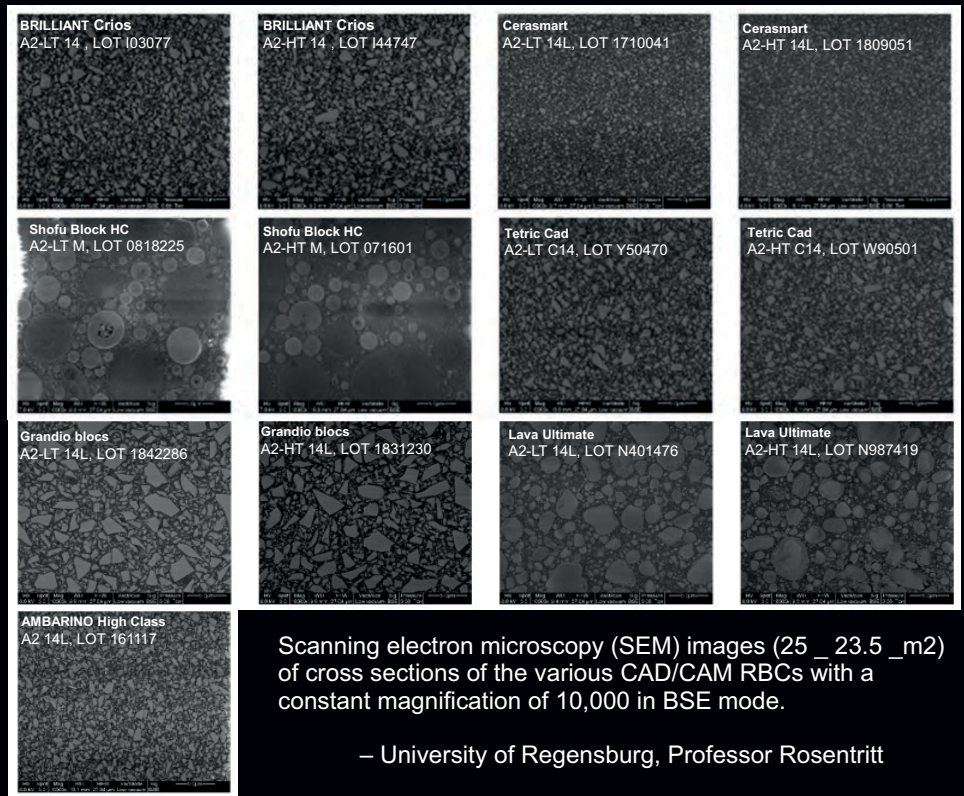 BRILLIANT Crios
A2-LT 14 , LOT I03077
BRILLIANT Crios
A2-HT 14 , LOT I44747
Cerasmart
A2-LT 14L, LOT 1710041
Cerasmart
A2-HT 14L, LOT 1809051
Shofu Block HC
A2-LT M, LOT 0818225
Shofu Block HC
A2-HT M, LOT 071601
Tetric Cad
A2-LT C14, LOT Y50470
Tetric Cad
A2-HT C14, LOT W90501
Grandio blocs
A2-LT 14L, LOT 1842286
Grandio blocs
A2-HT 14L, LOT 1831230
Lava Ultimate
A2-LT 14L, LOT N401476
Lava Ultimate
A2-HT 14L, LOT N987419
AMBARINO High Class
A2 14L, LOT 161117
Scanning electron microscopy (SEM) images (25 _ 23.5 _m2)
of cross sections of the various CAD/CAM RBCs with a
constant magnification of 10,000 in BSE mode.
– University of Regensburg, Professor Rosentritt